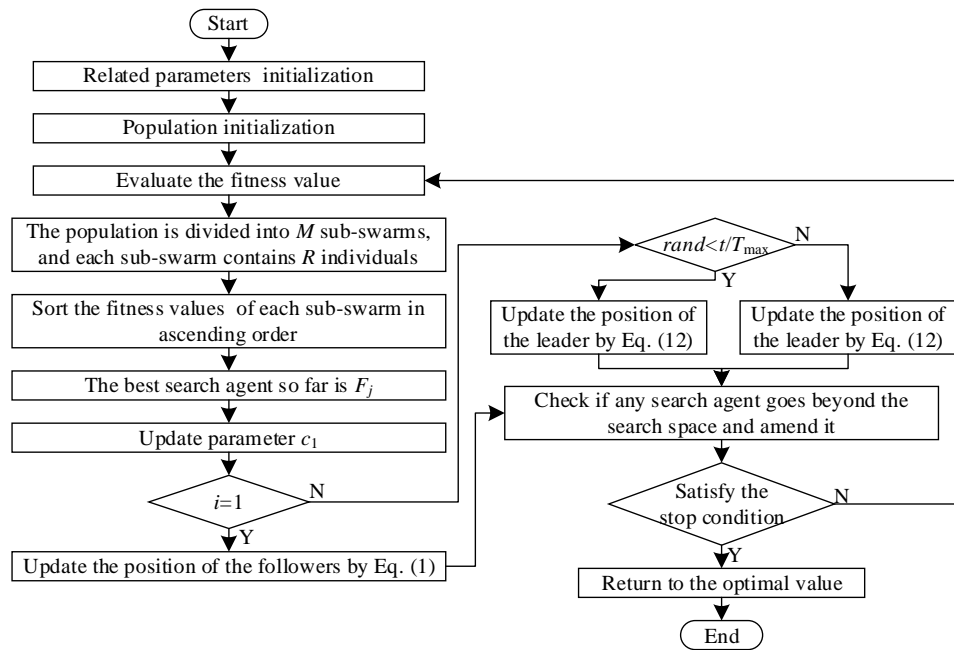 Start
Related parameters initialization
Population initialization
Evaluate the fitness value
The population is divided into M sub-swarms,
and each sub-swarm contains R individuals
Sort the fitness values of each sub-swarm in
ascending order
The best search agent so far is F_j
Update parameter c_1
i=1
N
Y
Update the position of the followers by Eq. (1)
rand<t/T_max
N
Y
Update the position of
the leader by Eq. (12)
Update the position of
the leader by Eq. (12)
Check if any search agent goes beyond the
search space and amend it
Satisfy the
stop condition
N
Y
Return to the optimal value
End